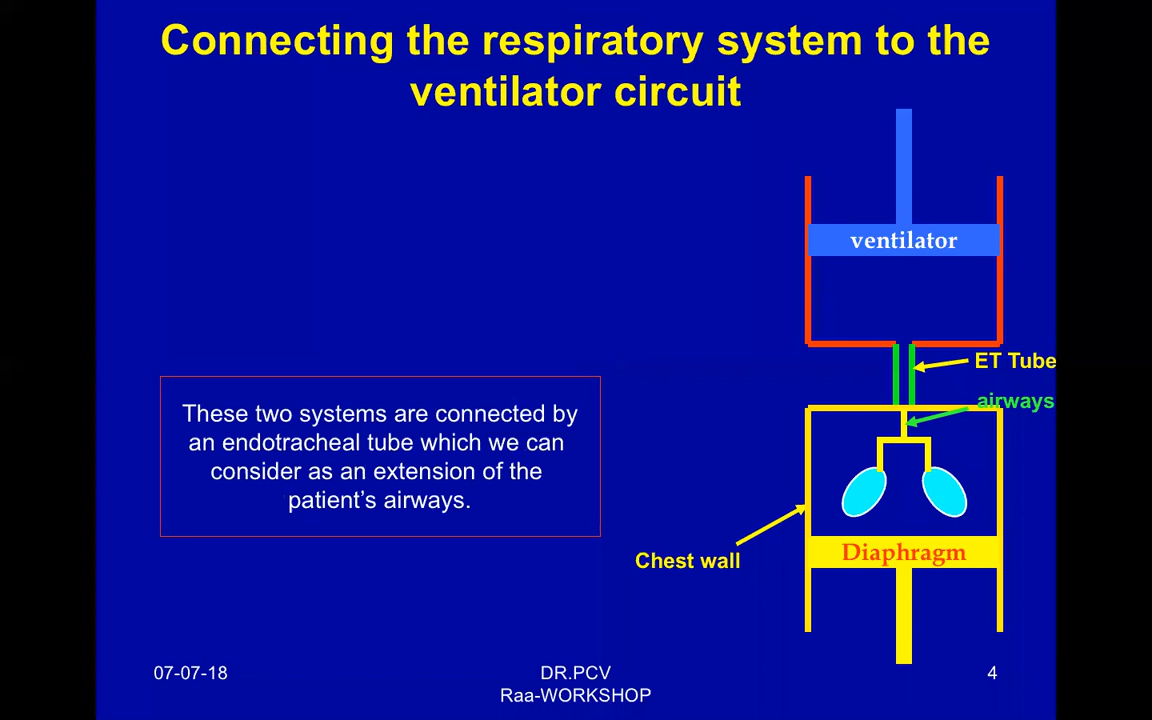 Connecting the respiratory system to the
ventilator circuit
ventilator
ET Tube
airways
These two systems are connected by
an endotracheal tube which we can
consider as an extension of the
patient’s airways.
Diaphragm
Chest wall
07-07-18
DR.PCV
Raa-WORKSHOP
4